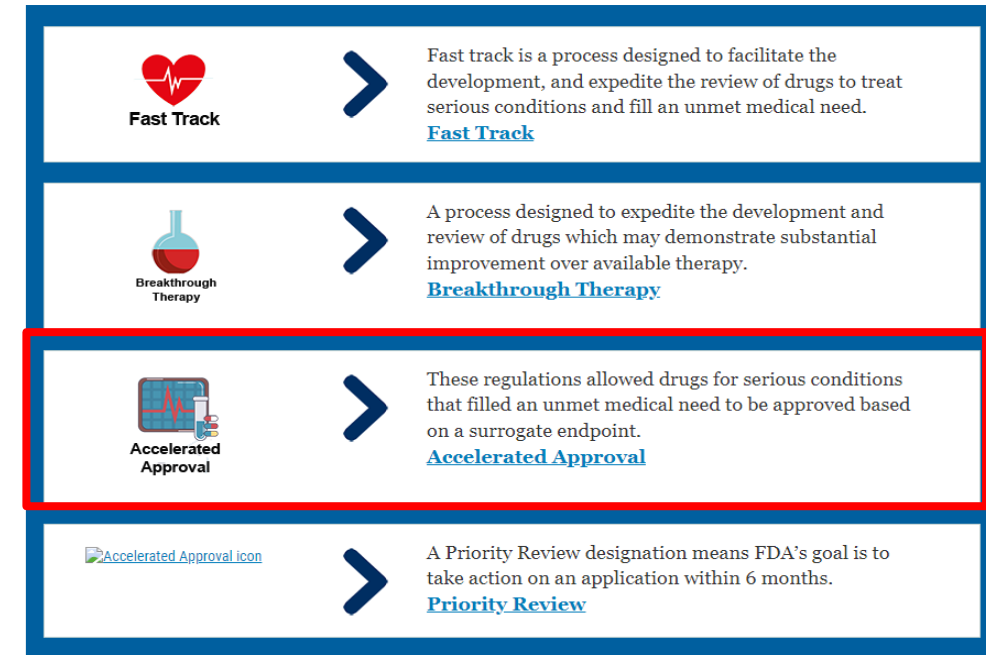 Fast Track
Fast track is a process designed to facilitate the
development, and expedite the review of drugs to treat
serious conditions and fill an unmet medical need.
Fast Track
Breakthrough
Therapy
A process designed to expedite the development and
review of drugs which may demonstrate substantial
improvement over available therapy.
Breakthrough Therapy
Accelerated
Approval
These regulations allowed drugs for serious conditions
that filled an unmet medical need to be approved based
on a surrogate endpoint.
Accelerated Approval
Accelerated Approval icon
A Priority Review designation means FDA’s goal is to
take action on an application within 6 months.
Priority Review